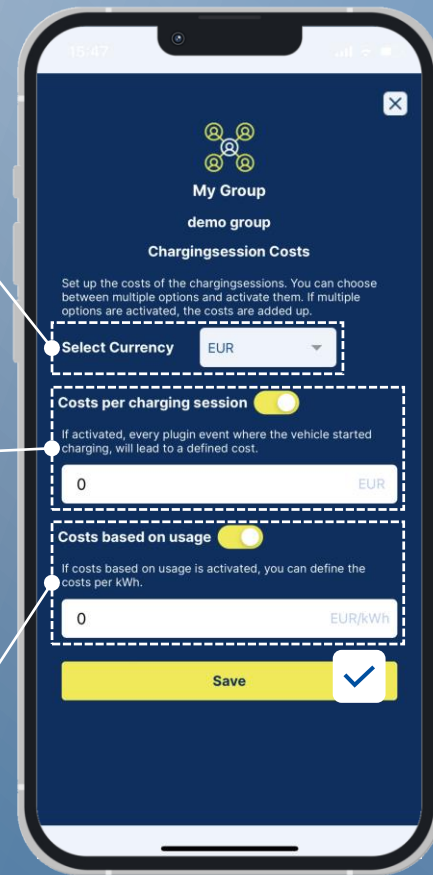 15:47
My Group
demo group
Chargingsession Costs
Set up the costs of the chargingsessions. You can choose
between multiple options and activate them. If multiple
options are activated, the costs are added up.
Select Currency EUR
Costs per charging session
If activated, every plugin event where the vehicle started
charging, will lead to a defined cost.
0 EUR
Costs based on usage
If costs based on usage is activated, you can define the
costs per kWh.
0 EUR/kWh
Save